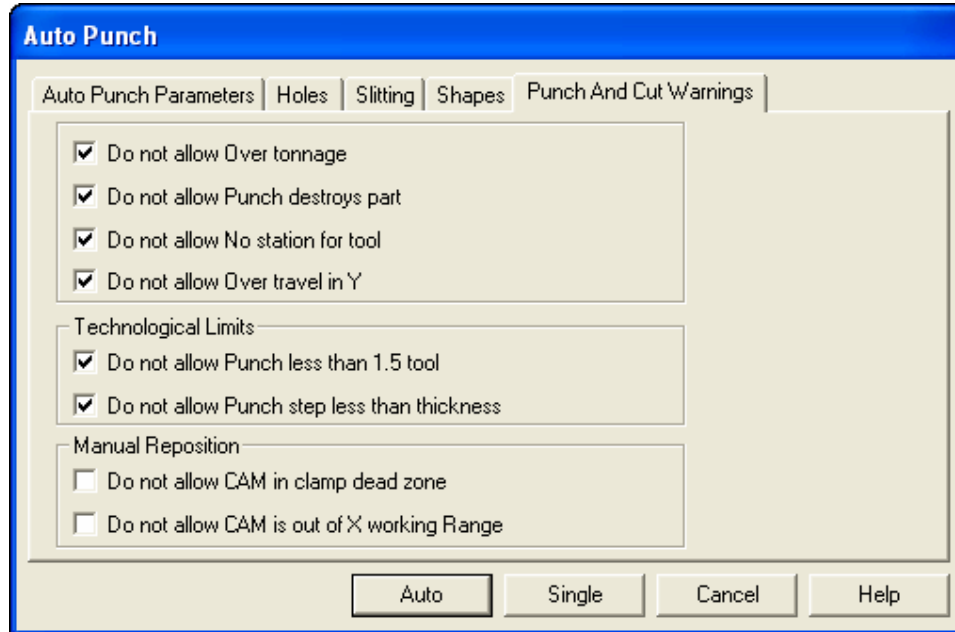 Auto Punch
Auto Punch Parameters Holes Slitting Shapes Punch And Cut Warnings
Do not allow Over tonnage
Do not allow Punch destroys part
Do not allow No station for tool
Do not allow Over travel in Y
Technological Limits
Do not allow Punch less than 1.5 tool
Do not allow Punch step less than thickness
Manual Reposition
Do not allow CAM in clamp dead zone
Do not allow CAM is out of X working Range
Auto Single Cancel Help